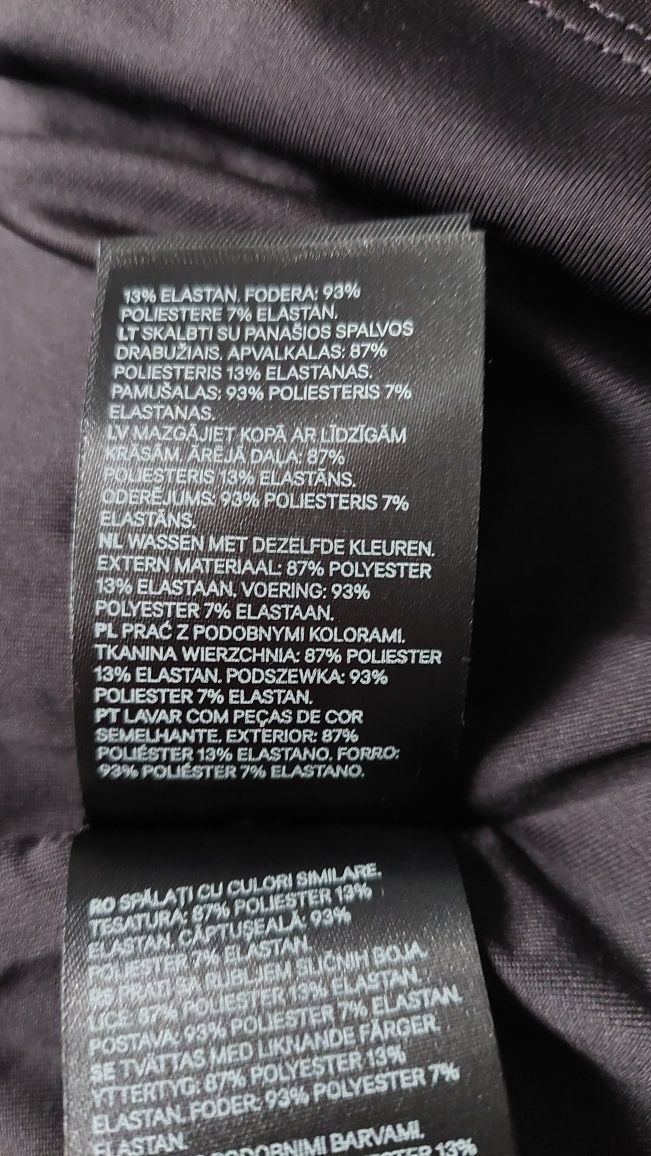 13% ELASTAN. FODERA: 93%
POLIESTERE 7% ELASTAN.
LT SKALBTI SU PANAŠIOS SPALVOS
DRABUŽIAIS. APVALKALAS: 87%
POLIESTERIS 13% ELASTANAS.
PAMUŠALAS: 93% POLIESTERIS 7%
ELASTANAS.
LV MAZGĀJIET KOPĀ AR LĪDZĪGĀM
KRĀSĀM. ĀRĒJĀ DAĻA: 87%
POLIESTERIS 13% ELASTĀNS.
ODERĒJUMS: 93% POLIESTERIS 7%
ELASTĀNS.
NL WASSEN MET DEZELFDE KLEUREN.
EXTERN MATERIAAL: 87% POLYESTER
13% ELASTAAN. VOERING: 93%
POLYESTER 7% ELASTAAN.
PL PRAĆ Z PODOBNYMI KOLORAMI.
TKANINA WIERZCHNIA: 87% POLIESTER
13% ELASTAN. PODSZEWKA: 93%
POLIESTER 7% ELASTAN.
PT LAVAR COM PEÇAS DE COR
SEMELHANTE. EXTERIOR: 87%
POLIÉSTER 13% ELASTANO. FORRO:
93% POLIÉSTER 7% ELASTANO.
RO SPĂLAȚI CU CULORI SIMILARE.
ȚESĂTURĂ: 87% POLIESTER 13%
ELASTAN. CĂPTUȘEALĂ: 93%
POLIESTER 7% ELASTAN.
RS PRATI SA RUBLJEM SLIČNIH BOJA.
LICE: 87% POLIESTER 13% ELASTAN.
POSTAVA: 93% POLIESTER 7% ELASTAN.
SE TVÄTTAS MED LIKNANDE FÄRGER.
YTTERTYG: 87% POLYESTER 13%
ELASTAN. FODER: 93% POLYESTER 7%
ELASTAN.
PODOBNIMI BARVAMI.
13%